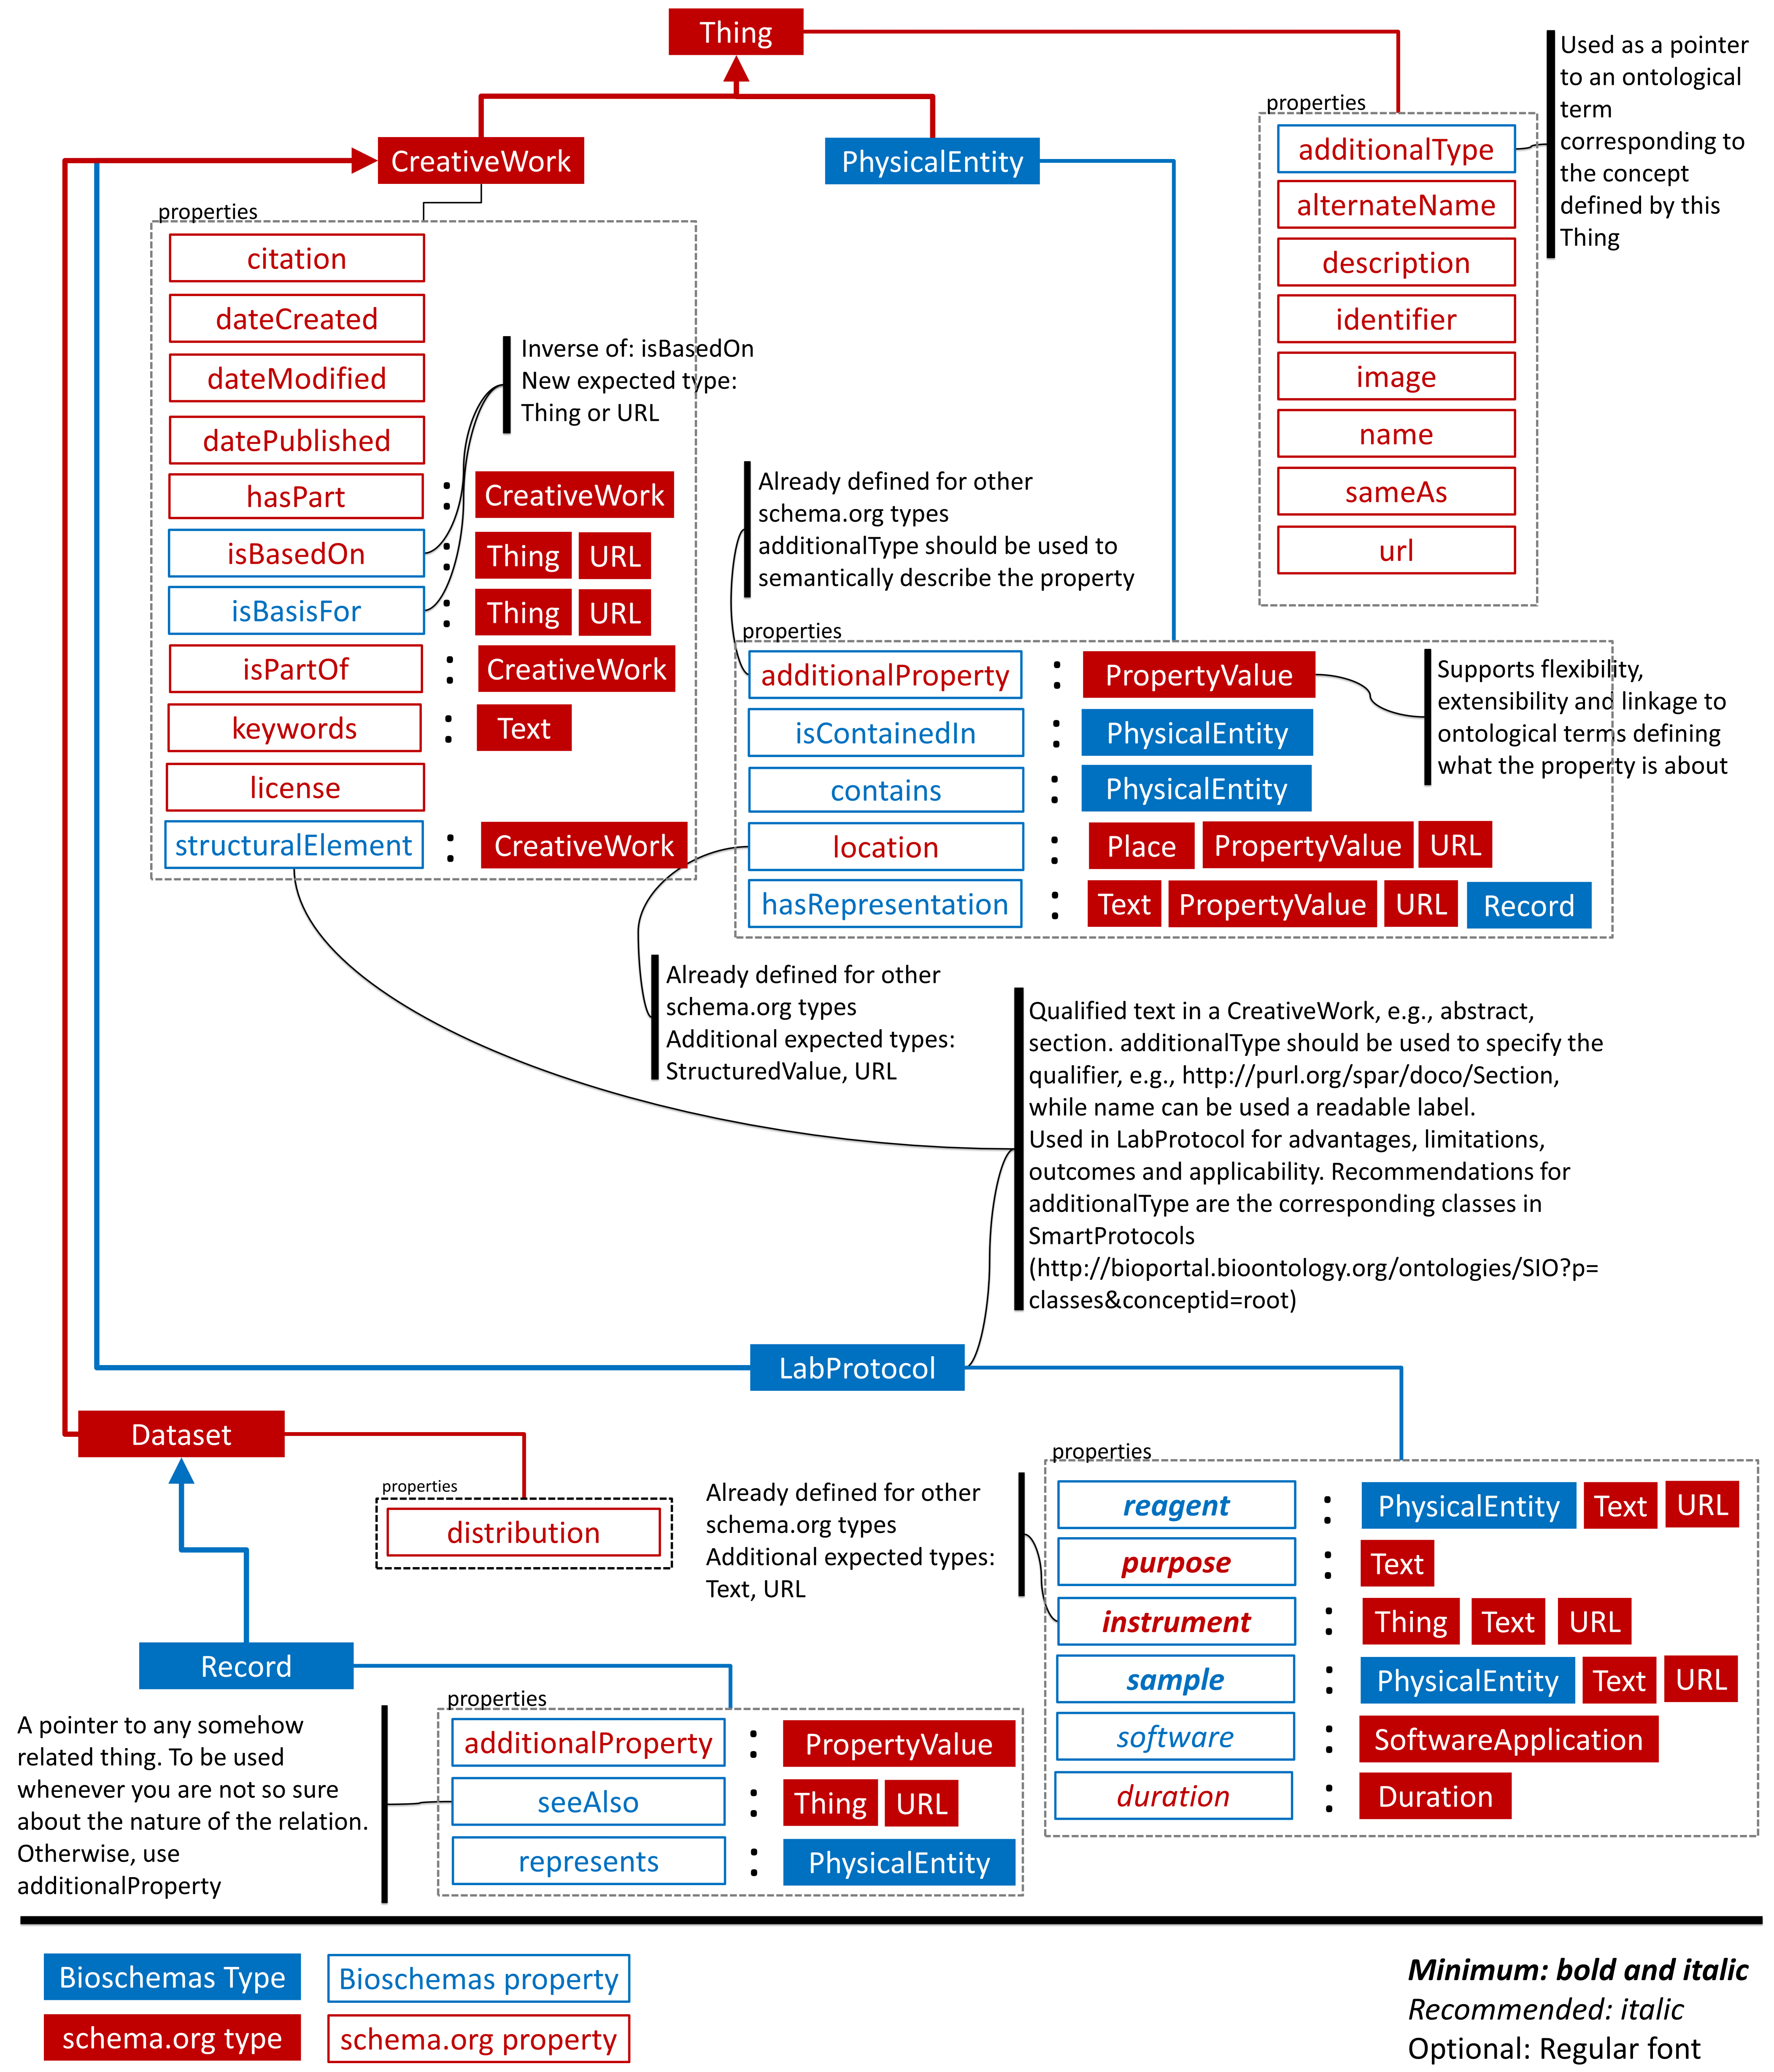 Thing
Used as a pointer
to an ontological
term
corresponding to
the concept
defined by this
Thing
properties
additionalType
alternateName
description
identifier
image
name
sameAs
url
CreativeWork
PhysicalEntity
properties
citation
dateCreated
dateModified
datePublished
hasPart : CreativeWork
isBasedOn : Thing URL
isBasisFor : Thing URL
isPartOf : CreativeWork
keywords : Text
license
structuralElement : CreativeWork
Inverse of: isBasedOn
New expected type:
Thing or URL
Already defined for other
schema.org types
additionalType should be used to
semantically describe the property
properties
additionalProperty : PropertyValue
isContainedIn : PhysicalEntity
contains : PhysicalEntity
location : Place PropertyValue URL
hasRepresentation : Text PropertyValue URL Record
Supports flexibility,
extensibility and linkage to
ontological terms defining
what the property is about
Already defined for other
schema.org types
Additional expected types:
StructuredValue, URL
Qualified text in a CreativeWork, e.g., abstract,
section. additionalType should be used to specify the
qualifier, e.g., http://purl.org/spar/doco/Section,
while name can be used a readable label.
Used in LabProtocol for advantages, limitations,
outcomes and applicability. Recommendations for
additionalType are the corresponding classes in
SmartProtocols
(http://bioportal.bioontology.org/ontologies/SIO?p=
classes&conceptid=root)
LabProtocol
Dataset
properties
distribution
Already defined for other
schema.org types
Additional expected types:
Text, URL
properties
reagent : PhysicalEntity Text URL
purpose : Text
instrument : Thing Text URL
sample : PhysicalEntity Text URL
software : SoftwareApplication
duration : Duration
Record
A pointer to any somehow
related thing. To be used
whenever you are not so sure
about the nature of the relation.
Otherwise, use
additionalProperty
properties
additionalProperty : PropertyValue
seeAlso : Thing URL
represents : PhysicalEntity
Bioschemas Type
Bioschemas property
schema.org type
schema.org property
Minimum: bold and italic
Recommended: italic
Optional: Regular font